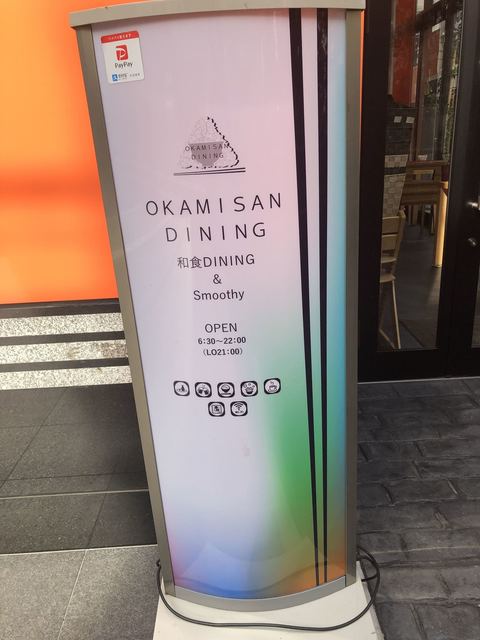 PayPay
OKAMISAN
DINING
OKAMISAN
DINING
和食DINING
&
Smoothy
OPEN
6:30~22:00
(LO21:00)